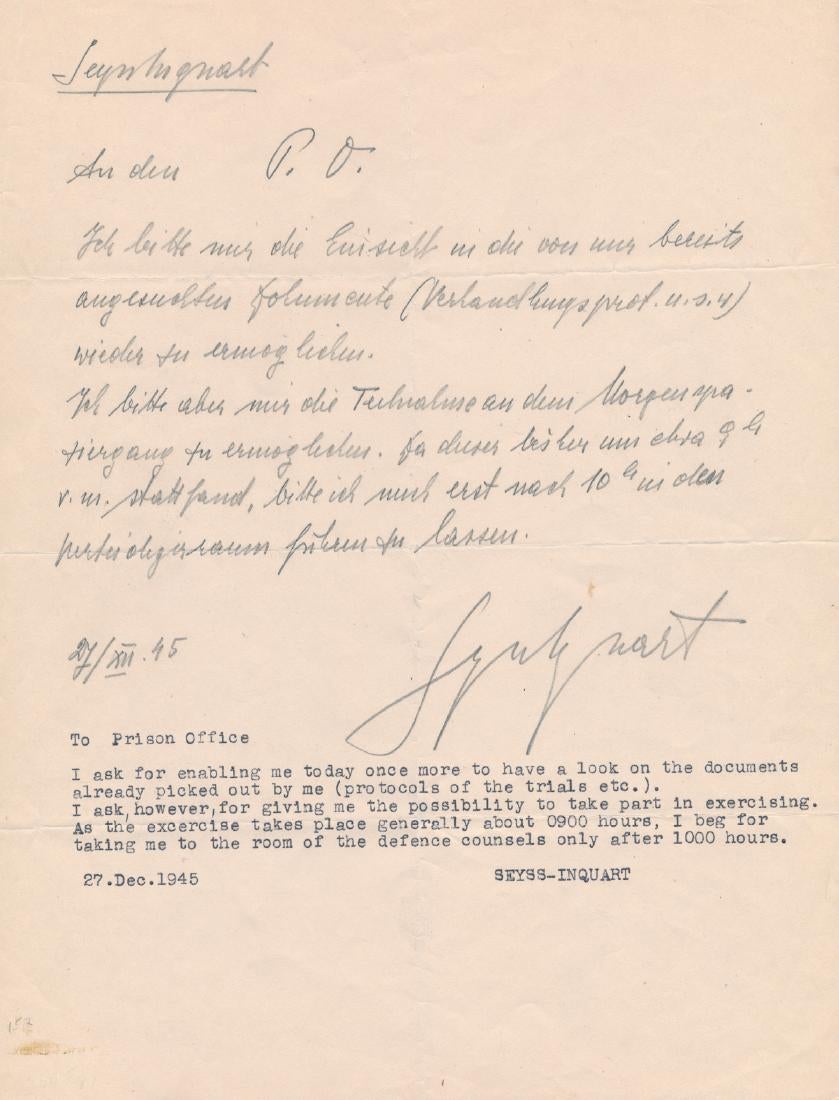 Seyss-Inquart
An den P. O.
Ich bitte mir die Einsicht in die von mir bereits
angesuchten Dokumente (Verhandlungsprot. u.s.w)
wieder zu ermöglichen.
Ich bitte aber mir die Teilnahme an dem Morgenspa-
ziergang zu ermöglichen. Da dieser bisher um etwa 9 h
v. m. stattfand, bitte ich mich erst nach 10 h in den
Verteidigerraum führen zu lassen.
27/XII.45
To Prison Office
I ask for enabling me today once more to have a look on the documents
already picked out by me (protocols of the trials etc.).
I ask,however,for giving me the possibility to take part in exercising.
As the excercise takes place generally about 0900 hours, I beg for
taking me to the room of the defence counsels only after 1000 hours.
27.Dec.1945 SEYSS-INQUART